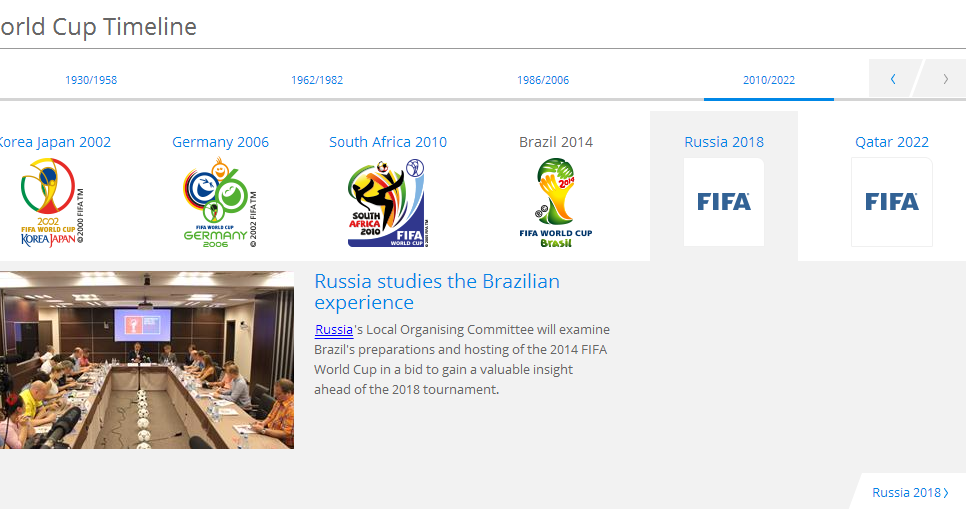 orld Cup Timeline
1930/1958
1962/1982
1986/2006
2010/2022
Korea Japan 2002
Germany 2006
South Africa 2010
Brazil 2014
Russia 2018
Qatar 2022
2002
FIFA WORLD CUP
KOREAJAPAN
© 2000 FIFA TM
FIFA WORLD CUP
GERMANY
2006
© 2002 FIFA TM
SOUTH
AFRICA
2010
FIFA
WORLD CUP
2014
FIFA WORLD CUP
Brasil
FIFA
FIFA
Russia studies the Brazilian
experience
Russia's Local Organising Committee will examine
Brazil's preparations and hosting of the 2014 FIFA
World Cup in a bid to gain a valuable insight
ahead of the 2018 tournament.
Russia 2018